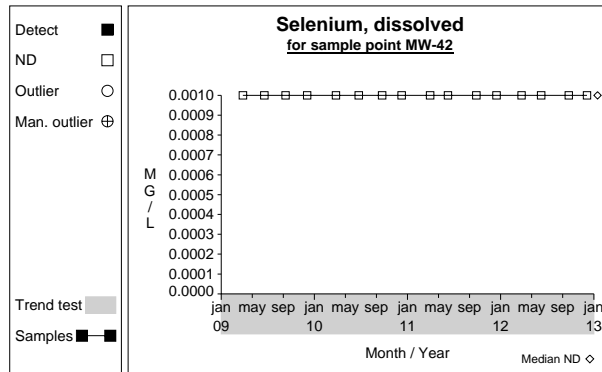 Detect
ND
Outlier
Man. outlier
Trend test
Samples
Selenium, dissolved
for sample point MW-42
M
G
/
L
0.0010
0.0009
0.0008
0.0007
0.0006
0.0005
0.0004
0.0003
0.0002
0.0001
0.0000
jan may sep jan may sep jan may sep jan may sep jan
09 10 11 12 13
Month / Year
Median ND